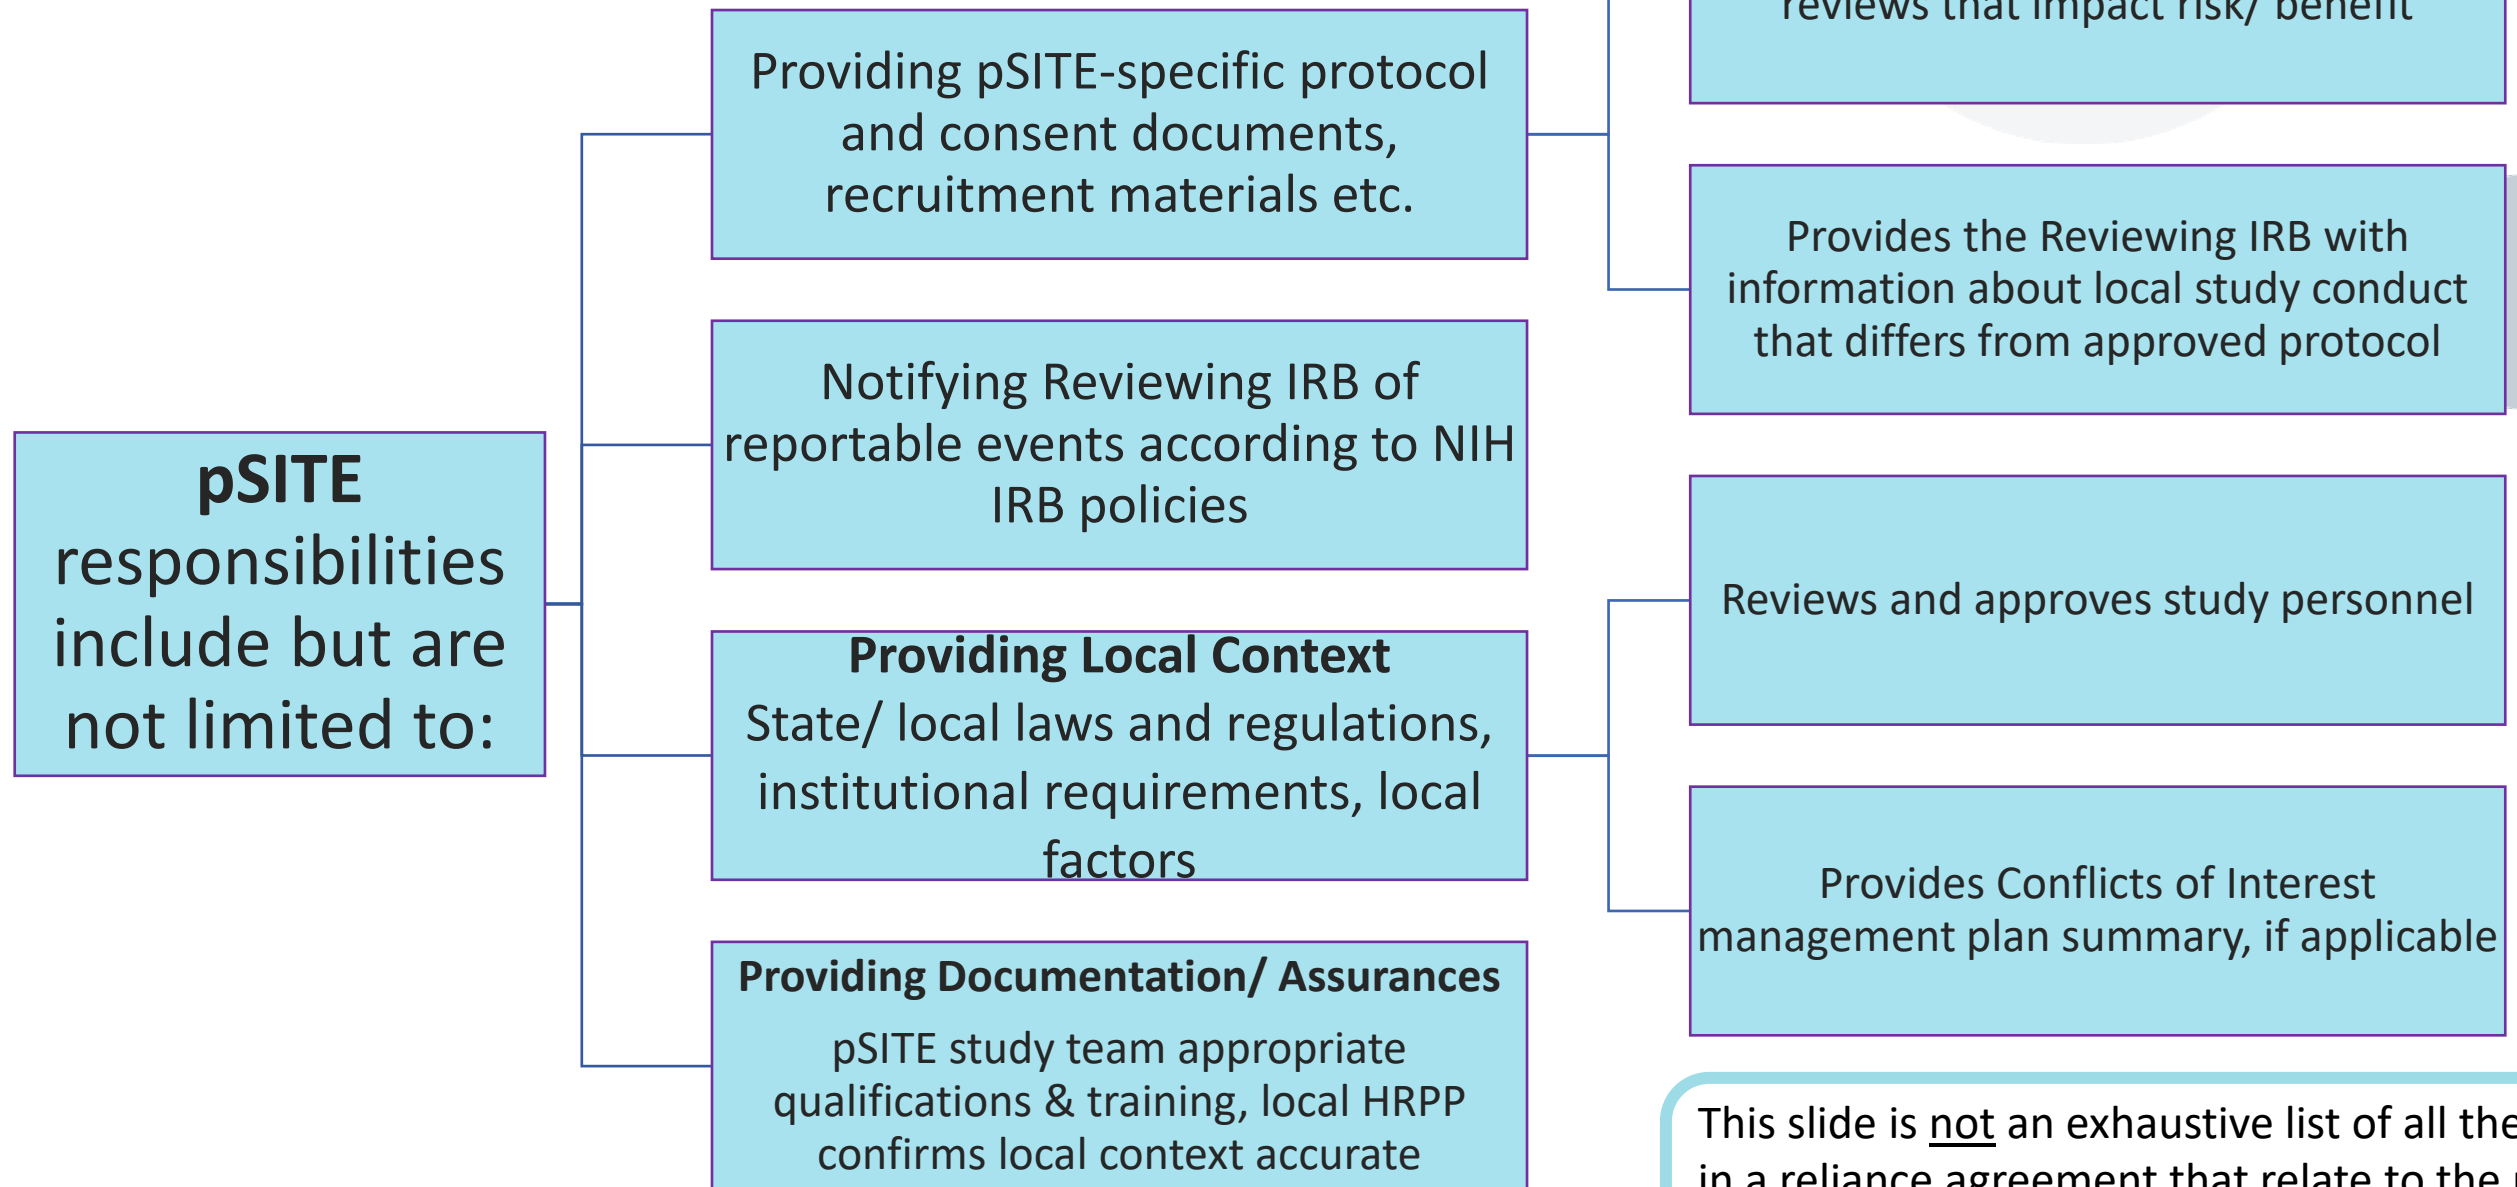 pSITE
responsibilities
include but are
not limited to:
Providing pSITE-specific protocol
and consent documents,
recruitment materials etc.
reviews that impact risk/ benefit
Provides the Reviewing IRB with
information about local study conduct
that differs from approved protocol
Notifying Reviewing IRB of
reportable events according to NIH
IRB policies
Providing Local Context
State/ local laws and regulations,
institutional requirements, local
factors
Reviews and approves study personnel
Provides Conflicts of Interest
management plan summary, if applicable
Providing Documentation/ Assurances
pSITE study team appropriate
qualifications & training, local HRPP
confirms local context accurate
This slide is not an exhaustive list of all the
in a reliance agreement that relate to the